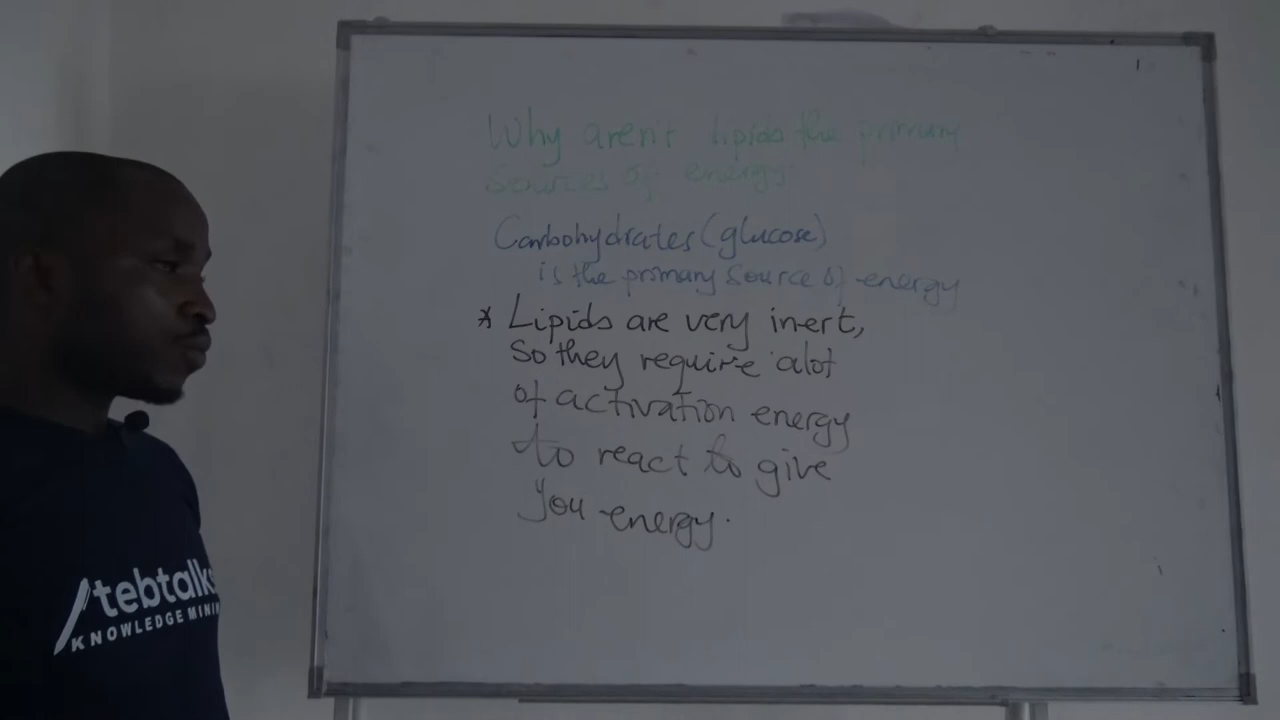 Why aren't lipids the primary
sources of energy
Carbohydrates (glucose)
is the primary source of energy
* Lipids are very inert,
So they require alot
of activation energy
to react to give
you energy.
tebtalks
KNOWLEDGE MININ